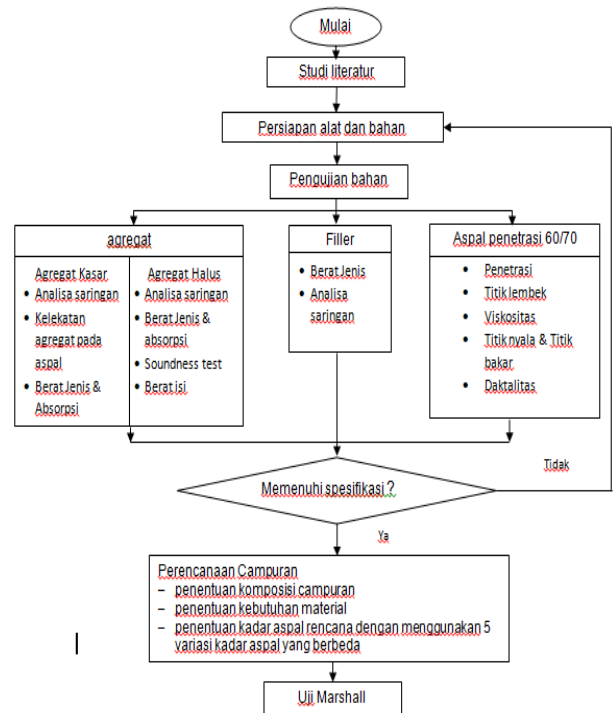 Mulai
Studi literatur
Persiapan alat dan bahan
Pengujian bahan
agregat
Agregat Kasar
• Analisa saringan
• Kelekatan
agregat pada
aspal
• Berat Jenis &
Absorpsi
Agregat Halus
• Analisa saringan
• Berat Jenis &
absorpsi
• Soundness test
• Berat isi
Filler
• Berat Jenis
• Analisa
saringan
Aspal penetrasi 60/70
• Penetrasi
• Titik lembek
• Viskositas
• Titik nyala & Titik
bakar
• Daktalitas
Memenuhi spesifikasi ?
Tidak
Ya
Perencanaan Campuran
– penentuan komposisi campuran
– penentuan kebutuhan material
– penentuan kadar aspal rencana dengan menggunakan 5
variasi kadar aspal yang berbeda
Uji Marshall